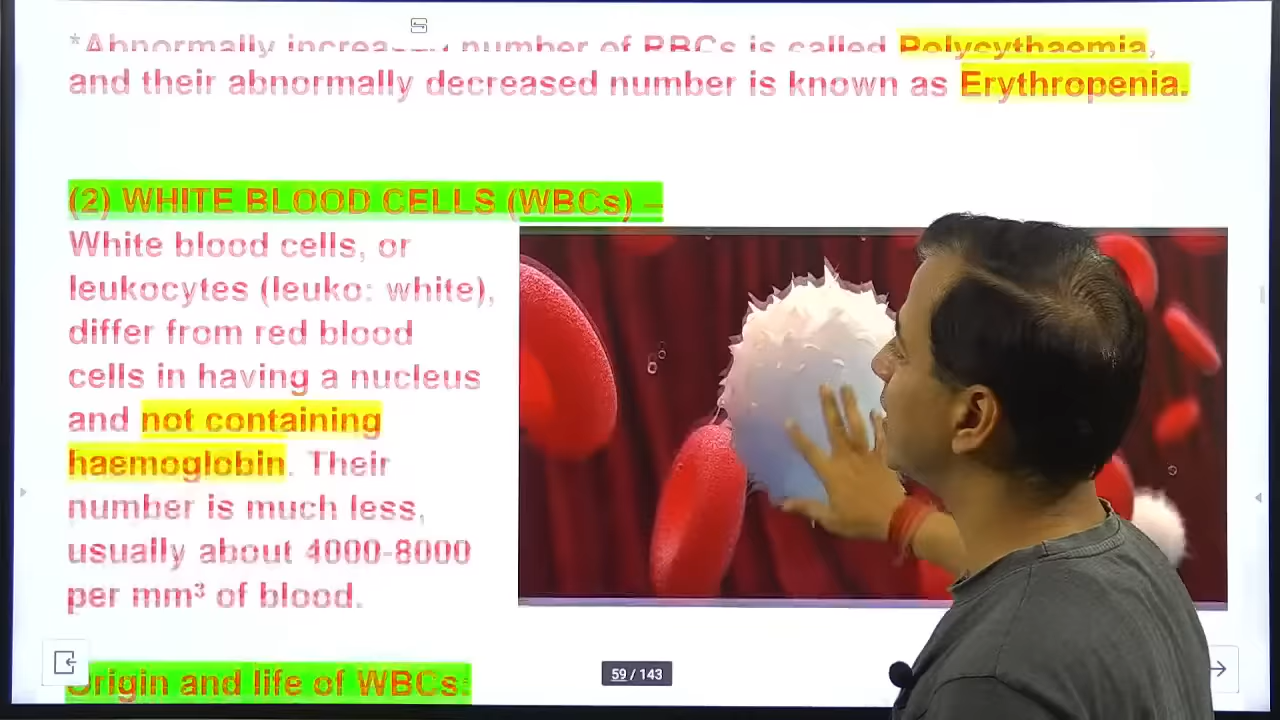 *Abnormally increased number of RBCs is called Polycythaemia,
and their abnormally decreased number is known as Erythropenia.
(2) WHITE BLOOD CELLS (WBCs) –
White blood cells, or
leukocytes (leuko: white),
differ from red blood
cells in having a nucleus
and not containing
haemoglobin. Their
number is much less,
usually about 4000-8000
per mm³ of blood.
Origin and life of WBCs:
59 / 143